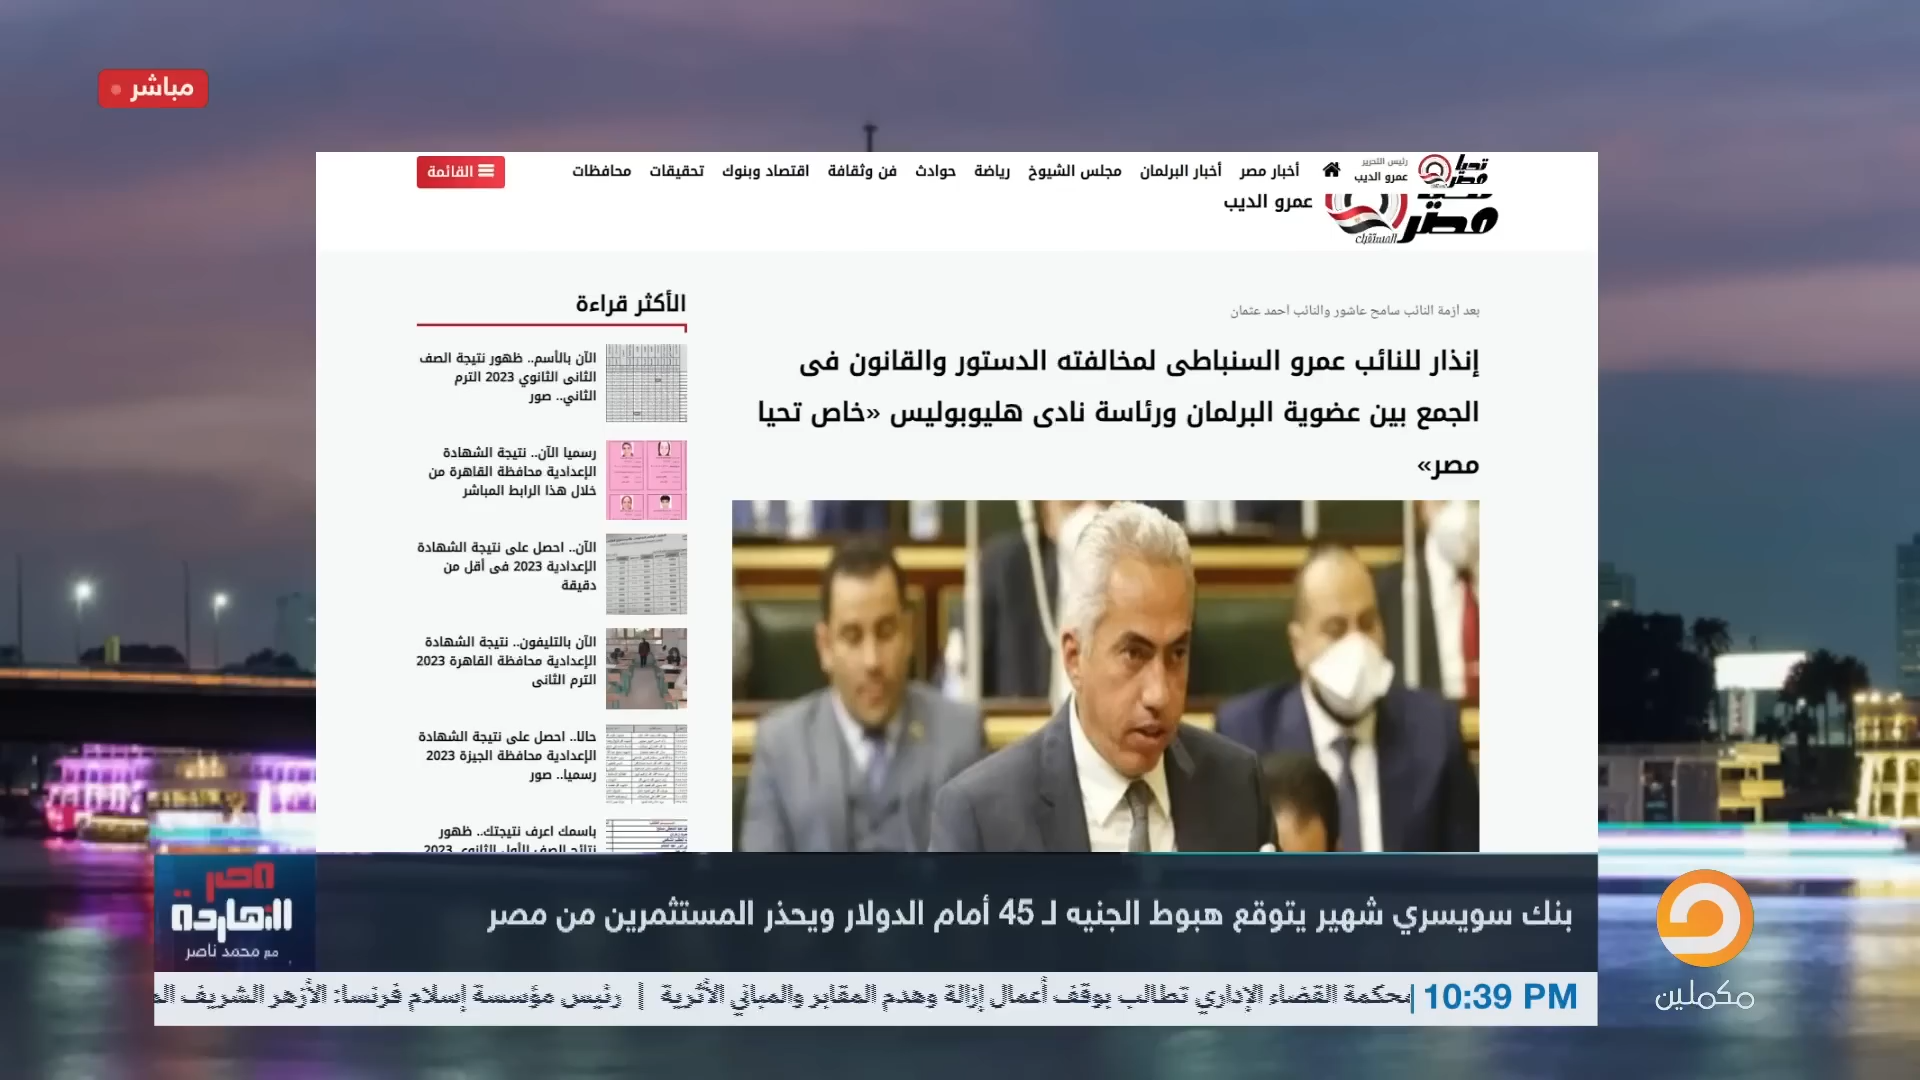 مباشر
القائمة
محافظات
تحقيقات
اقتصاد وبنوك
فن وثقافة
حوادث
رياضة
مجلس الشيوخ
أخبار البرلمان
أخبار مصر
رئيس التحرير
عمرو الديب
تحيا مصر
عمرو الديب
مصر
المستقبل
بعد أزمة النائب سامح عاشور والنائب احمد عثمان
إنذار للنائب عمرو السنباطى لمخالفته الدستور والقانون فى
الجمع بين عضوية البرلمان ورئاسة نادى هليوبوليس «خاص تحيا
مصر»
الأكثر قراءة
الآن بالأسم.. ظهور نتيجة الصف
الثانى الثانوي 2023 الترم
الثاني.. صور
رسميا الآن.. نتيجة الشهادة
الإعدادية محافظة القاهرة من
خلال هذا الرابط المباشر
الآن.. احصل على نتيجة الشهادة
الإعدادية 2023 فى أقل من
دقيقة
الآن بالتليفون.. نتيجة الشهادة
الإعدادية محافظة القاهرة 2023
الترم الثانى
حالا.. احصل على نتيجة الشهادة
الإعدادية محافظة الجيزة 2023
رسميا.. صور
باسمك اعرف نتيجتك.. ظهور
نتائج الصف الأول الثانوي 2023
مصر
النهاردة
مع محمد ناصر
بنك سويسري شهير يتوقع هبوط الجنيه لـ 45 أمام الدولار ويحذر المستثمرين من مصر
10:39 PM
محكمة القضاء الإداري تطالب بوقف أعمال إزالة وهدم المقابر والمباني الأثرية | رئيس مؤسسة إسلام فرنسا: الأزهر الشريف
مكملين